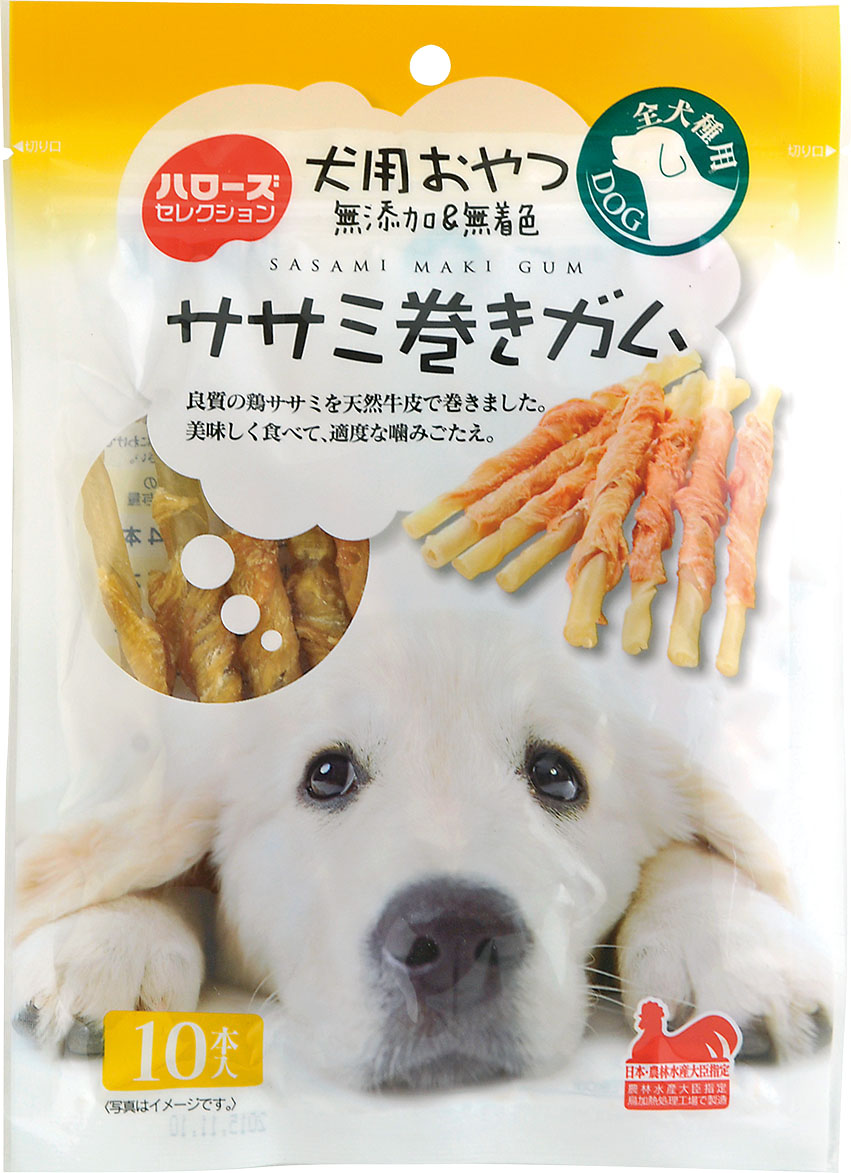 ◀切り口
切り口▶
ハローズ
セレクション
犬用おやつ
無添加&無着色
全犬種用
DOG
SASAMI MAKI GUM
ササミ巻きガム
良質の鶏ササミを天然牛皮で巻きました。
美味しく食べて、適度な噛みごたえ。
10本入
〈写真はイメージです。〉
日本・農林水産大臣指定
農林水産大臣指定
鳥加熱処理工場で製造
2015.11.10